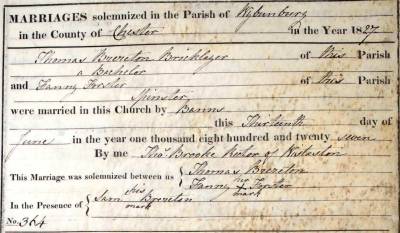 MARRIAGES solemnized in the Parish of Wybunbury
in the County of Chester in the Year 1827
Thomas Brereton Bricklayer of this Parish
a Bachelor
and Fanny Forster of this Parish
Spinster
were married in this Church by Banns
this Thirteenth day of
June in the year one thousand eight hundred and twenty seven
By me Thos Brooke Rector of Wistaston
This Marriage was solemnized between us { Thomas Brereton
Fanny her mark Forster
In the Presence of { Sam his mark Brereton
No. 364